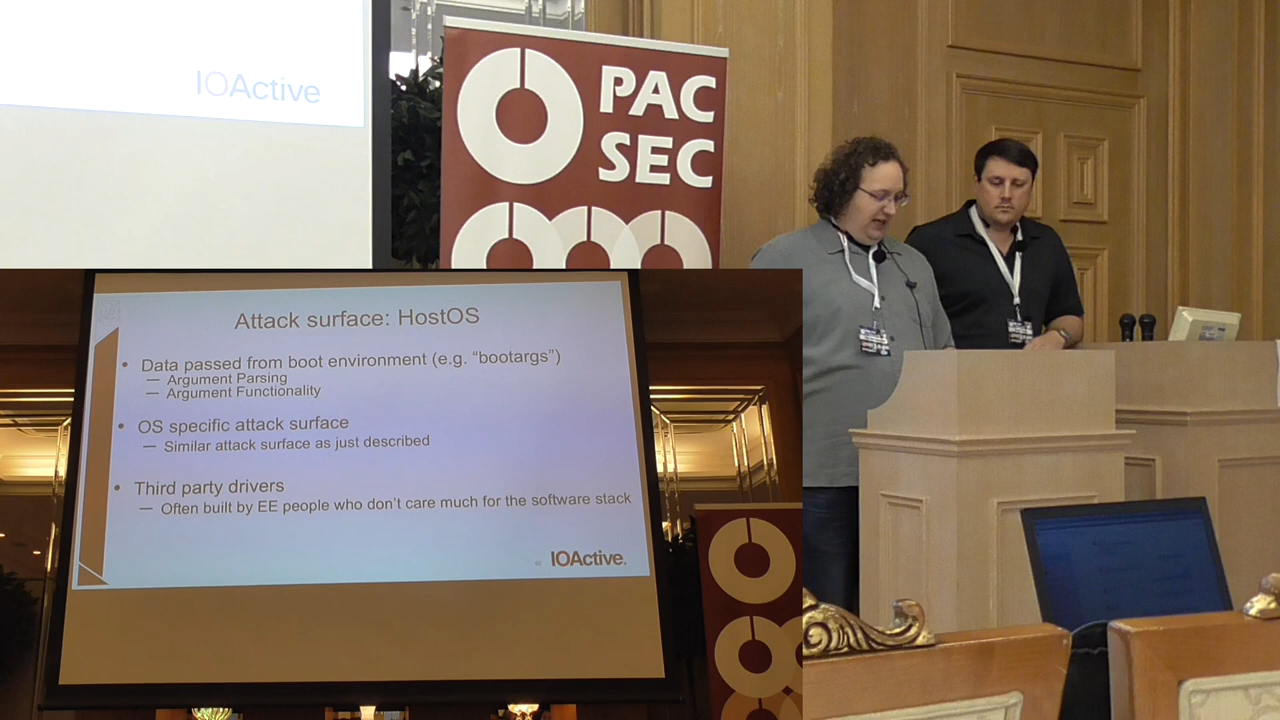 IOActive
PAC
SEC
Attack surface: HostOS
• Data passed from boot environment (e.g. “bootargs”)
— Argument Parsing
— Argument Functionality
• OS specific attack surface
— Similar attack surface as just described
• Third party drivers
— Often built by EE people who don’t care much for the software stack
IOActive.